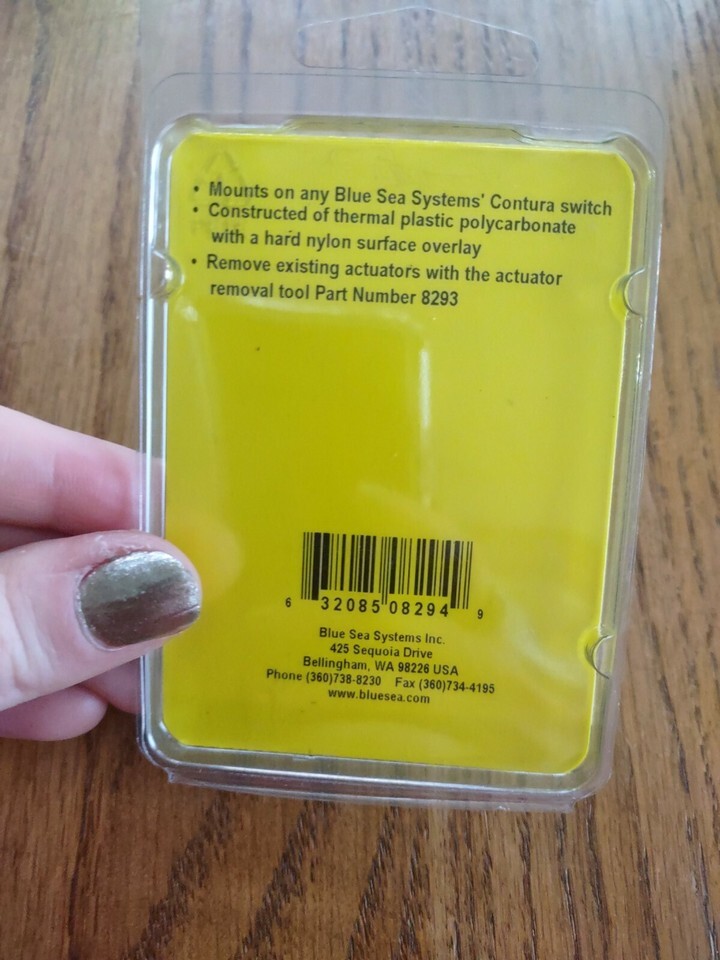 • Mounts on any Blue Sea Systems' Contura switch
• Constructed of thermal plastic polycarbonate
with a hard nylon surface overlay
• Remove existing actuators with the actuator
removal tool Part Number 8293
6 32085 08294 9
Blue Sea Systems Inc.
425 Sequoia Drive
Bellingham, WA 98226 USA
Phone (360)738-8230 Fax (360)734-4195
www.bluesea.com